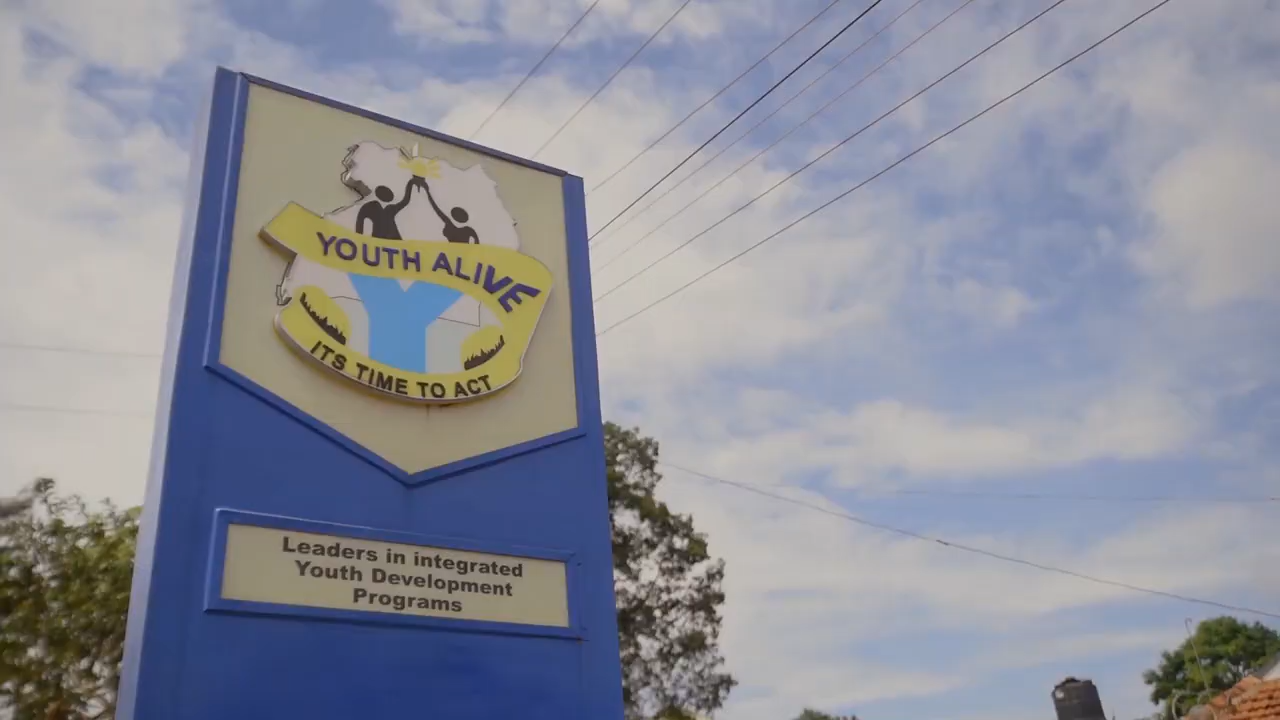 YOUTH ALIVE
ITS TIME TO ACT
Leaders in integrated
Youth Development
Programs